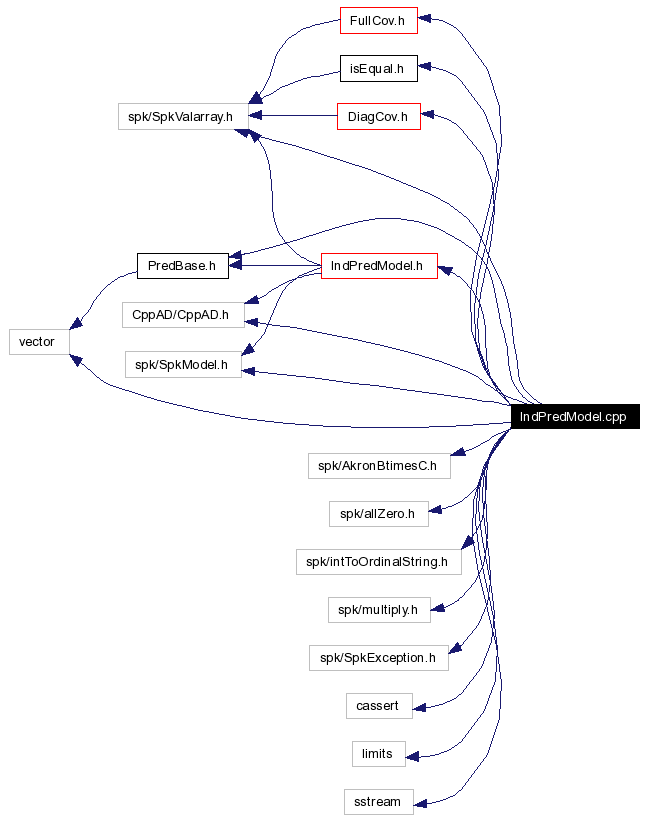 FullCov.h
isEqual.h
spk/SpkValarray.h
DiagCov.h
PredBase.h
IndPredModel.h
CppAD/CppAD.h
vector
spk/SpkModel.h
IndPredModel.cpp
spk/AkronBtimesC.h
spk/allZero.h
spk/intToOrdinalString.h
spk/multiply.h
spk/SpkException.h
cassert
limits
sstream